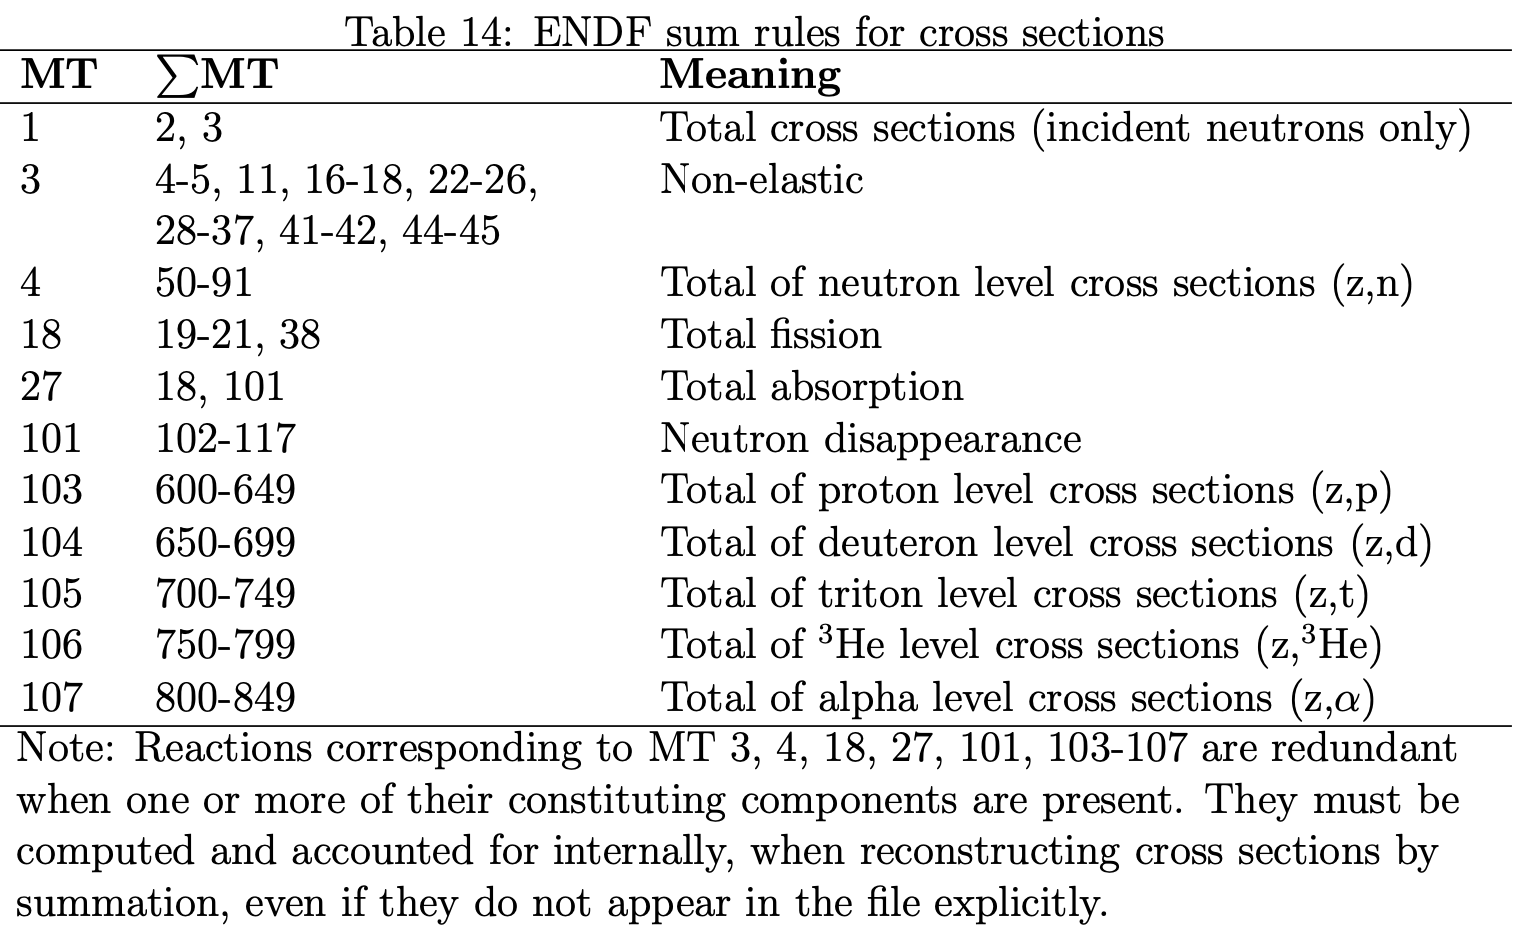 Table 14: ENDF sum rules for cross sections
MT ∑MT Meaning
1 2, 3 Total cross sections (incident neutrons only)
3 4-5, 11, 16-18, 22-26, Non-elastic
28-37, 41-42, 44-45
4 50-91 Total of neutron level cross sections (z,n)
18 19-21, 38 Total fission
27 18, 101 Total absorption
101 102-117 Neutron disappearance
103 600-649 Total of proton level cross sections (z,p)
104 650-699 Total of deuteron level cross sections (z,d)
105 700-749 Total of triton level cross sections (z,t)
106 750-799 Total of ³He level cross sections (z,³He)
107 800-849 Total of alpha level cross sections (z,α)
Note: Reactions corresponding to MT 3, 4, 18, 27, 101, 103-107 are redundant
when one or more of their constituting components are present. They must be
computed and accounted for internally, when reconstructing cross sections by
summation, even if they do not appear in the file explicitly.